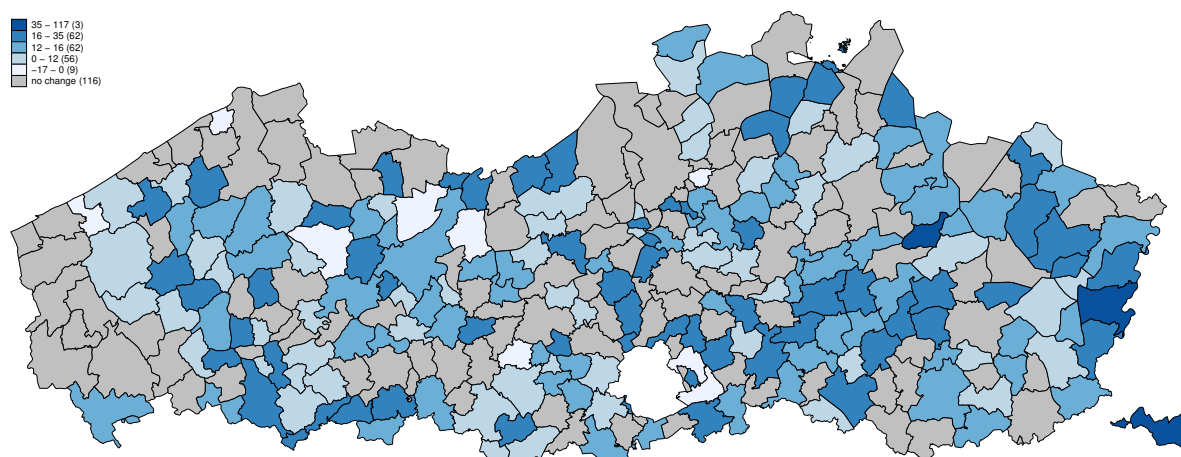 35 − 117 (3)
16 − 35 (62)
12 − 16 (62)
0 − 12 (56)
−17 − 0 (9)
no change (116)